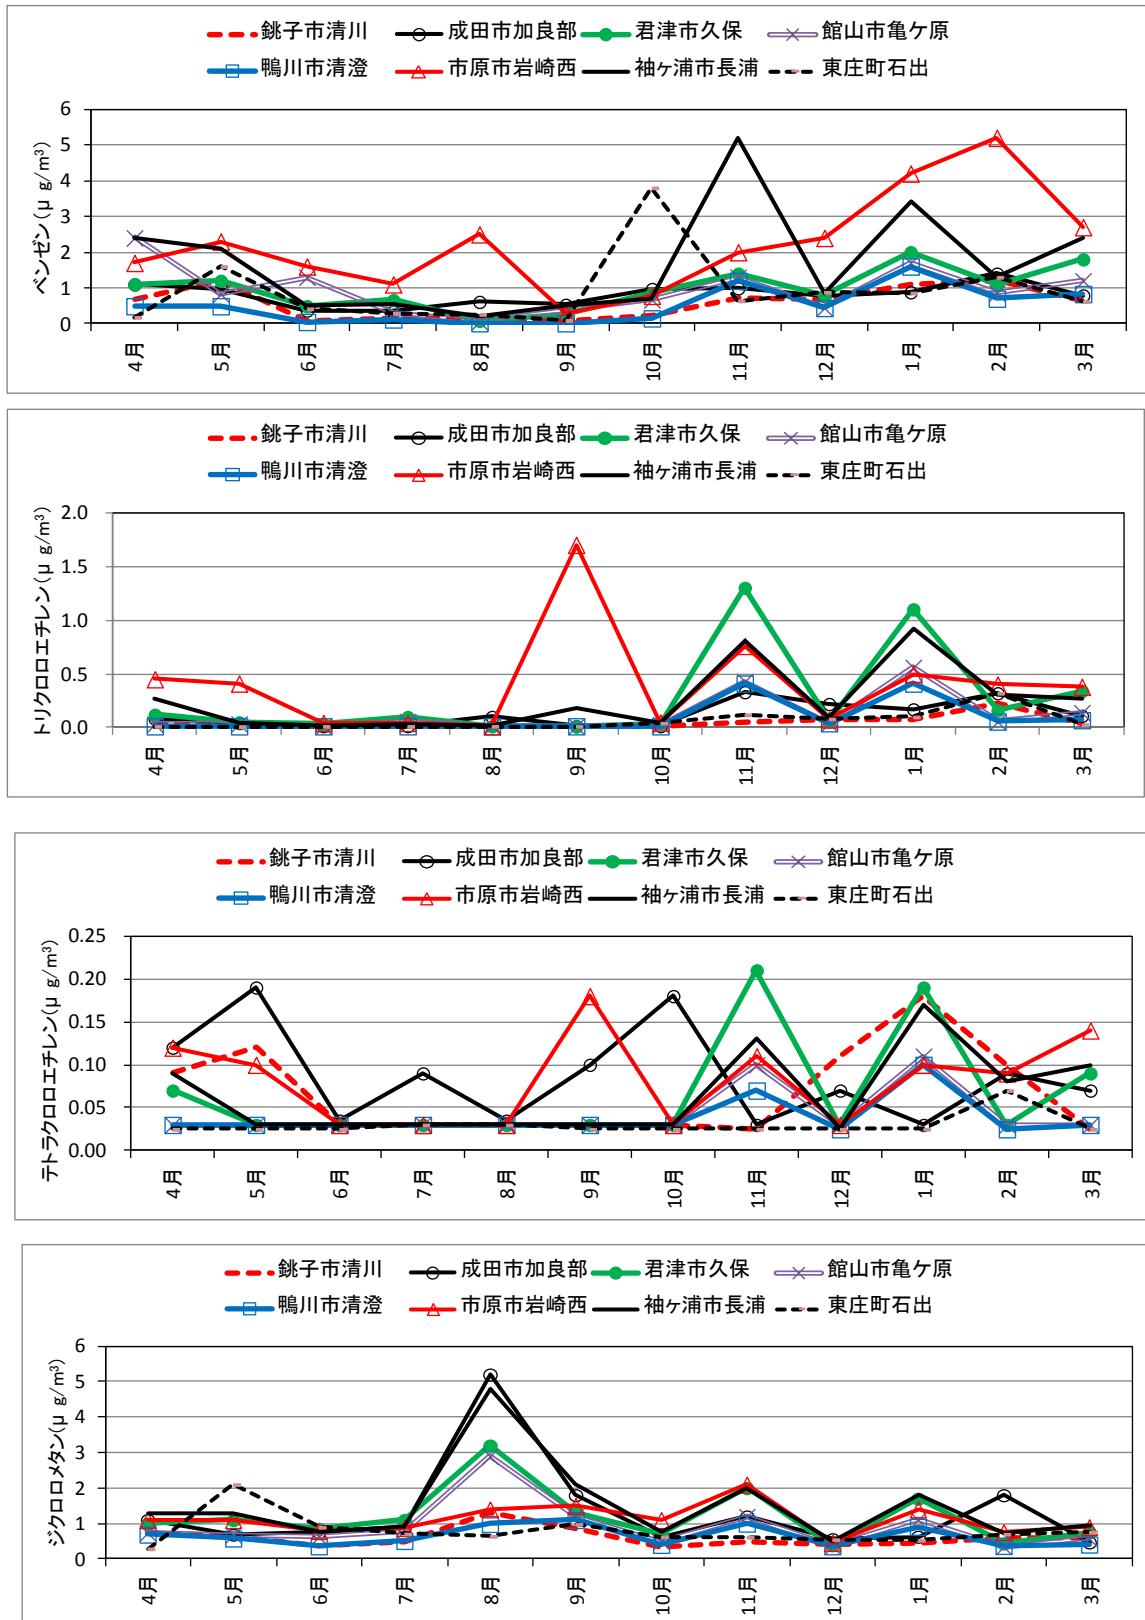 銚子市清川 成田市加良部 君津市久保 館山市亀ケ原
鴨川市清澄 市原市岩崎西 袖ヶ浦市長浦 東庄町石出
ベンゼン(μ g/m³)
6
5
4
3
2
1
0
4月 5月 6月 7月 8月 9月 10月 11月 12月 1月 2月 3月
銚子市清川 成田市加良部 君津市久保 館山市亀ケ原
鴨川市清澄 市原市岩崎西 袖ヶ浦市長浦 東庄町石出
トリクロロエチレン(μ g/m³)
2.0
1.5
1.0
0.5
0.0
4月 5月 6月 7月 8月 9月 10月 11月 12月 1月 2月 3月
銚子市清川 成田市加良部 君津市久保 館山市亀ケ原
鴨川市清澄 市原市岩崎西 袖ヶ浦市長浦 東庄町石出
テトラクロロエチレン(μ g/m³)
0.25
0.20
0.15
0.10
0.05
0.00
4月 5月 6月 7月 8月 9月 10月 11月 12月 1月 2月 3月
銚子市清川 成田市加良部 君津市久保 館山市亀ケ原
鴨川市清澄 市原市岩崎西 袖ヶ浦市長浦 東庄町石出
ジクロロメタン(μ g/m³)
6
5
4
3
2
1
0
4月 5月 6月 7月 8月 9月 10月 11月 12月 1月 2月 3月